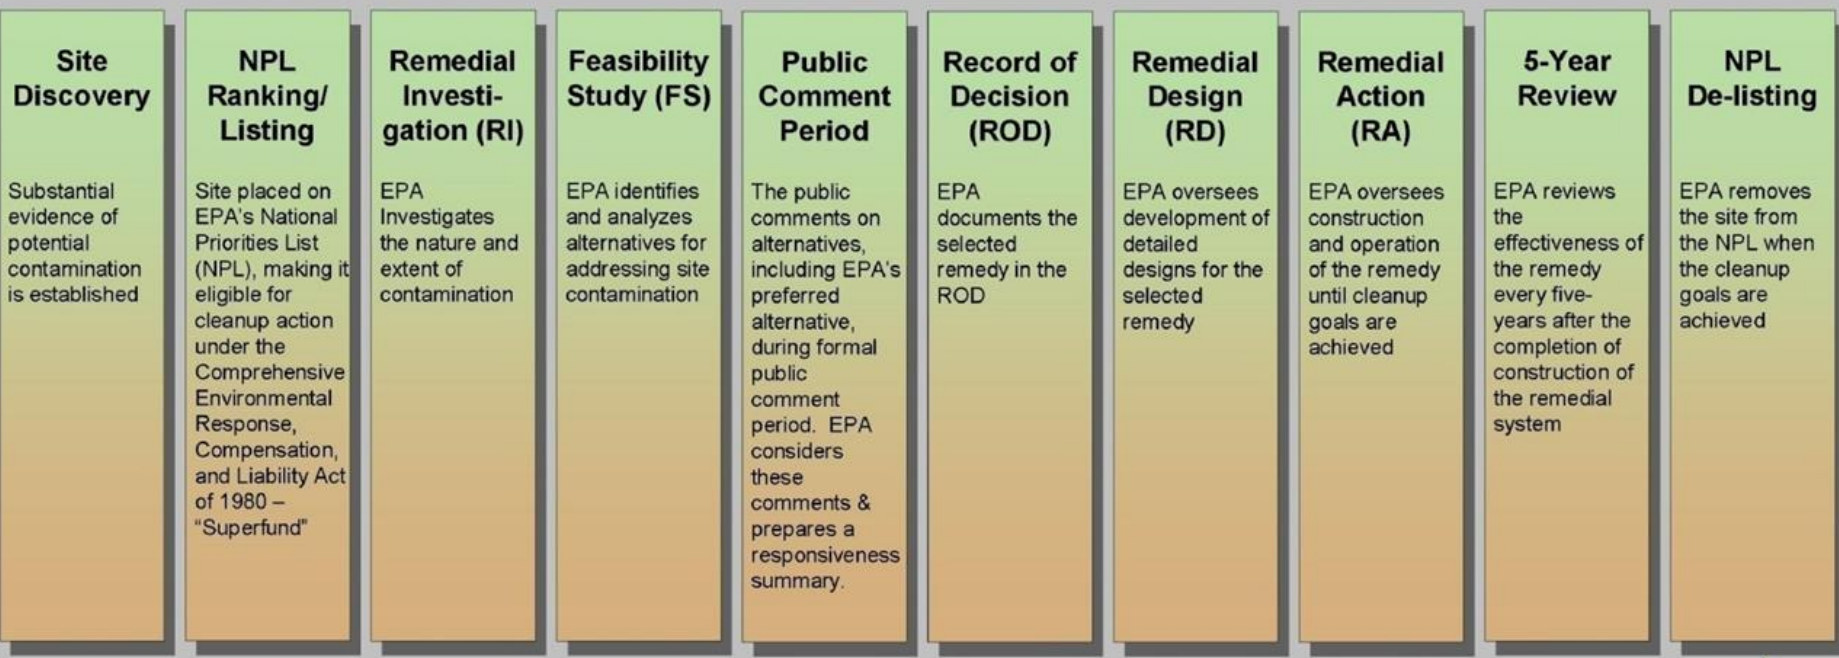 Site
Discovery
Substantial
evidence of
potential
contamination
is established
NPL
Ranking/
Listing
Site placed on
EPA's National
Priorities List
(NPL), making it
eligible for
cleanup action
under the
Comprehensive
Environmental
Response,
Compensation,
and Liability Act
of 1980 –
"Superfund"
Remedial
Investi-
gation (RI)
EPA
Investigates
the nature and
extent of
contamination
Feasibility
Study (FS)
EPA identifies
and analyzes
alternatives for
addressing site
contamination
Public
Comment
Period
The public
comments on
alternatives,
including EPA's
preferred
alternative,
during formal
public
comment
period.  EPA
considers
these
comments &
prepares a
responsiveness
summary.
Record of
Decision
(ROD)
EPA
documents the
selected
remedy in the
ROD
Remedial
Design
(RD)
EPA oversees
development of
detailed
designs for the
selected
remedy
Remedial
Action
(RA)
EPA oversees
construction
and operation
of the remedy
until cleanup
goals are
achieved
5-Year
Review
EPA reviews
the
effectiveness of
the remedy
every five-
years after the
completion of
construction of
the remedial
system
NPL
De-listing
EPA removes
the site from
the NPL when
the cleanup
goals are
achieved